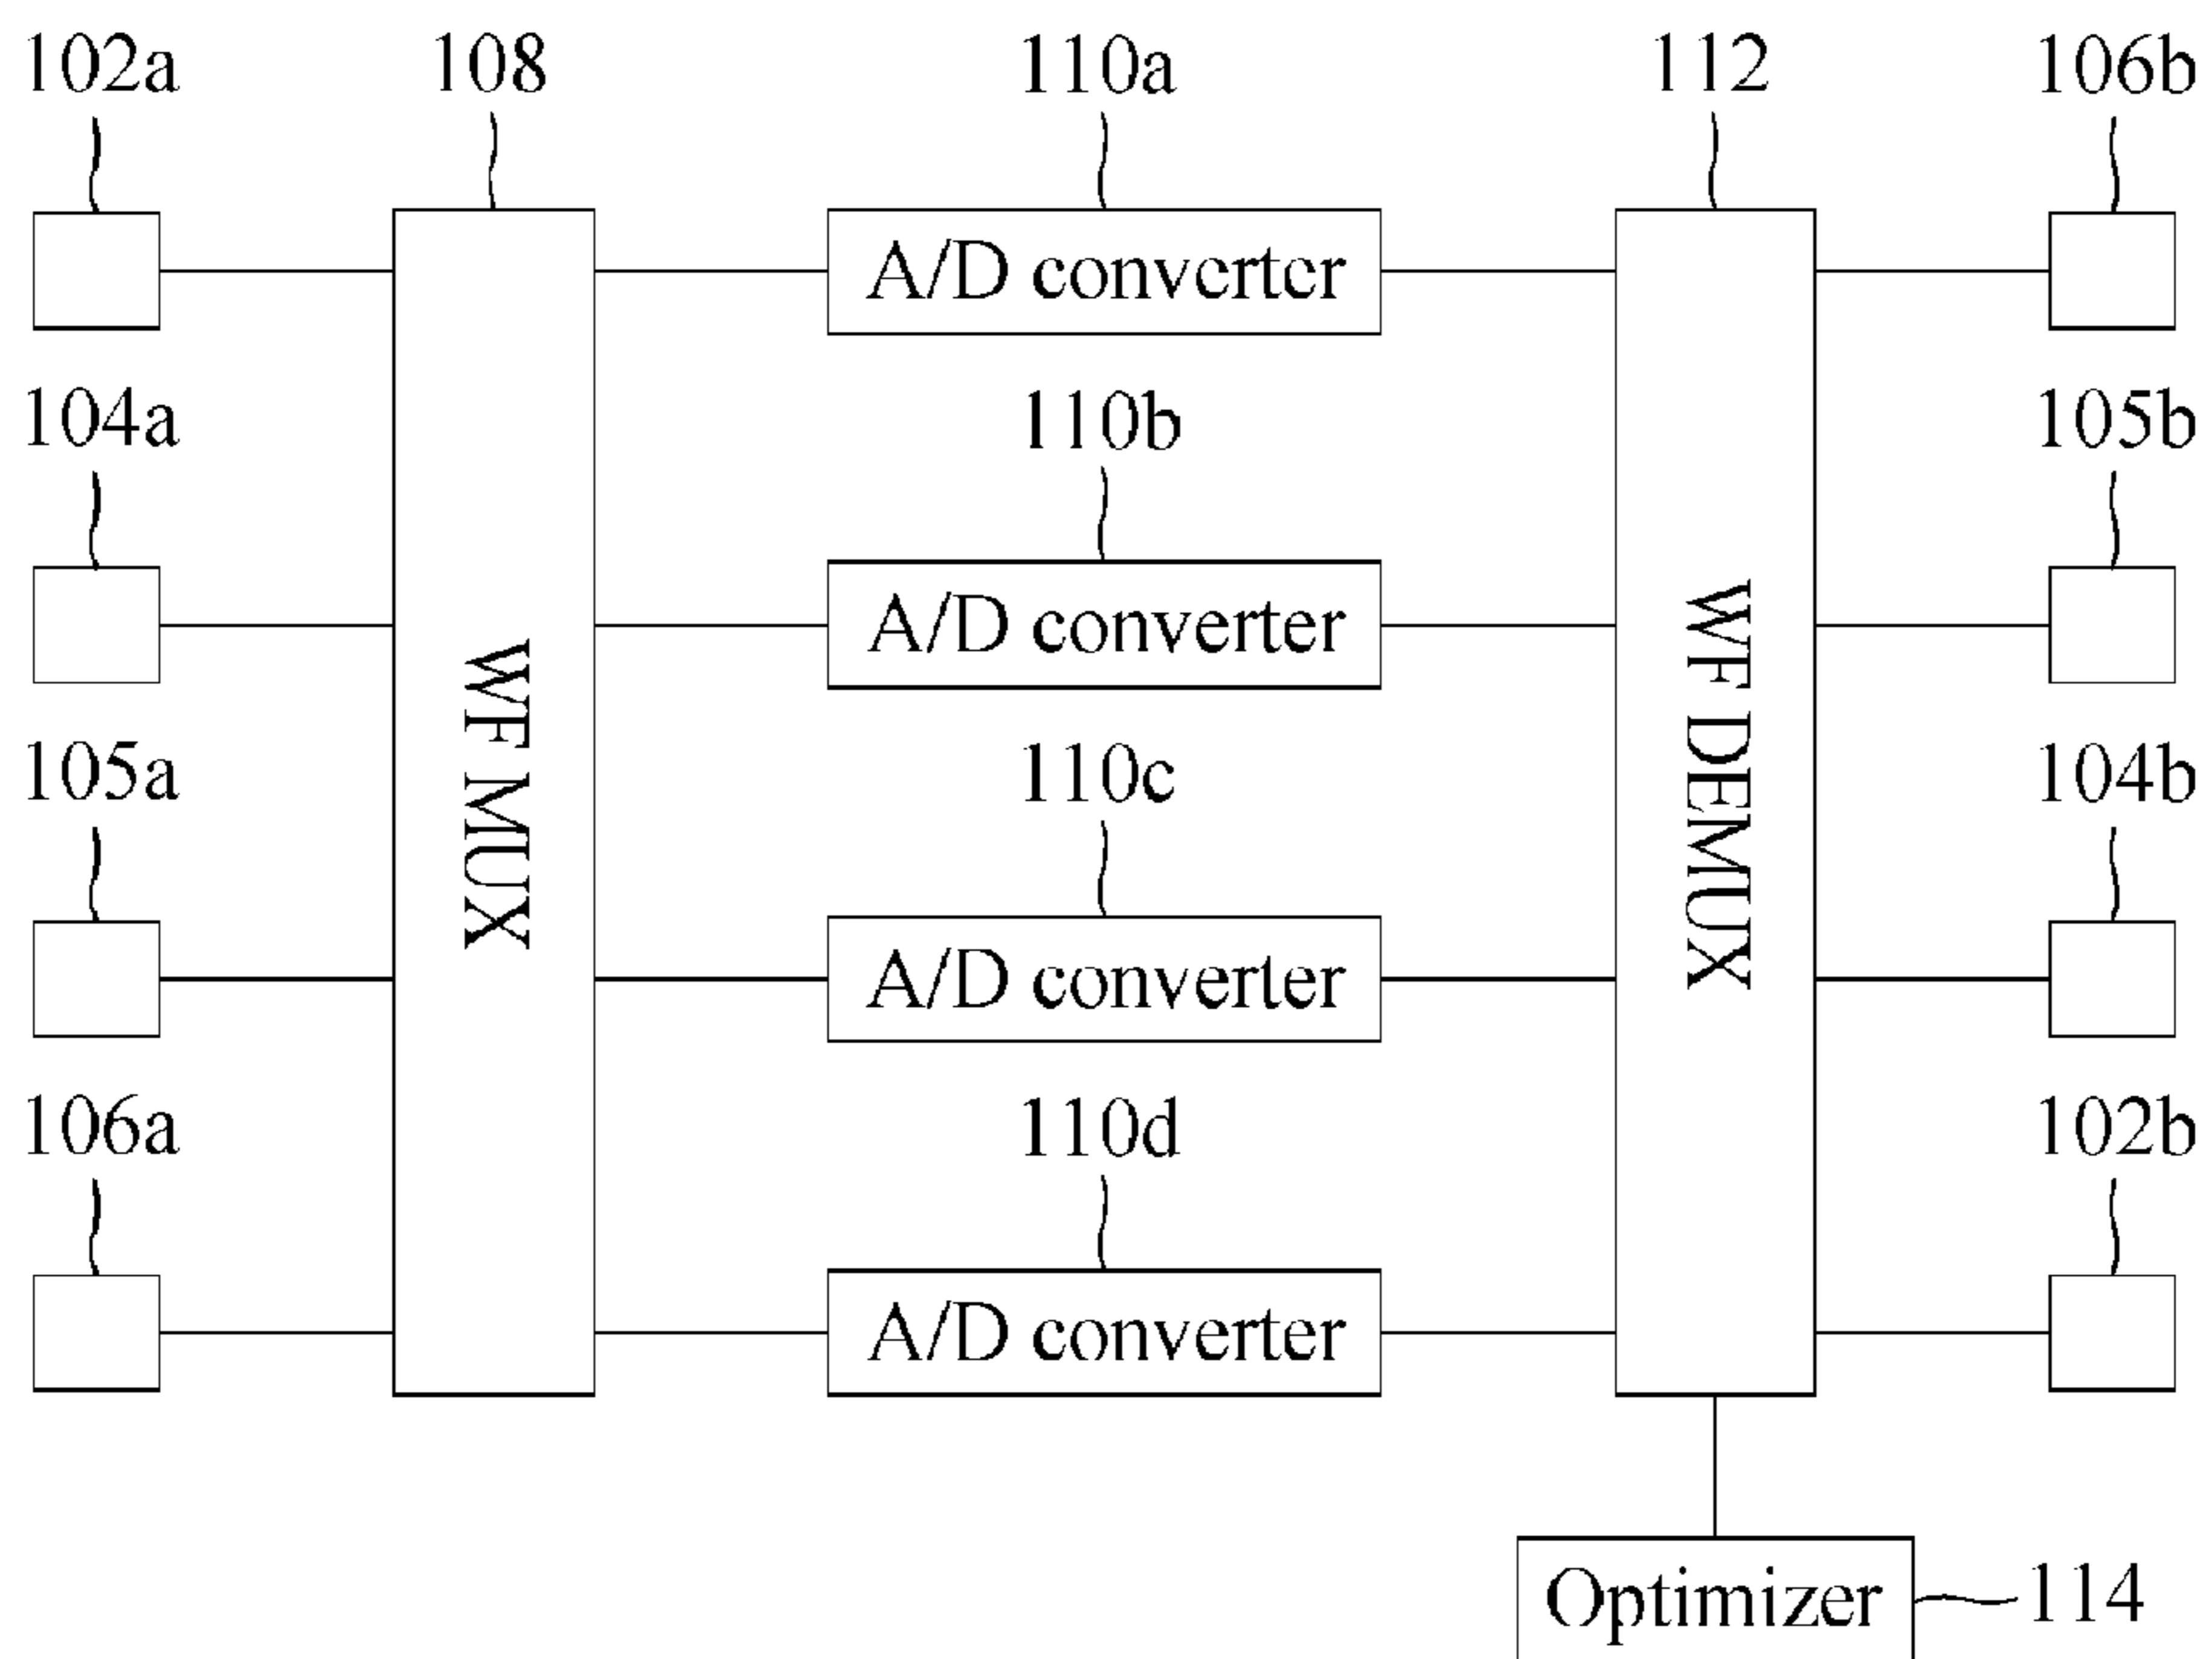 102a 108 110a 112 106b
A/D converter
104a 110b 105b
A/D converter
WF MUX
WF DEMUX
105a 110c 104b
A/D converter
106a 110d 102b
A/D converter
Optimizer 114